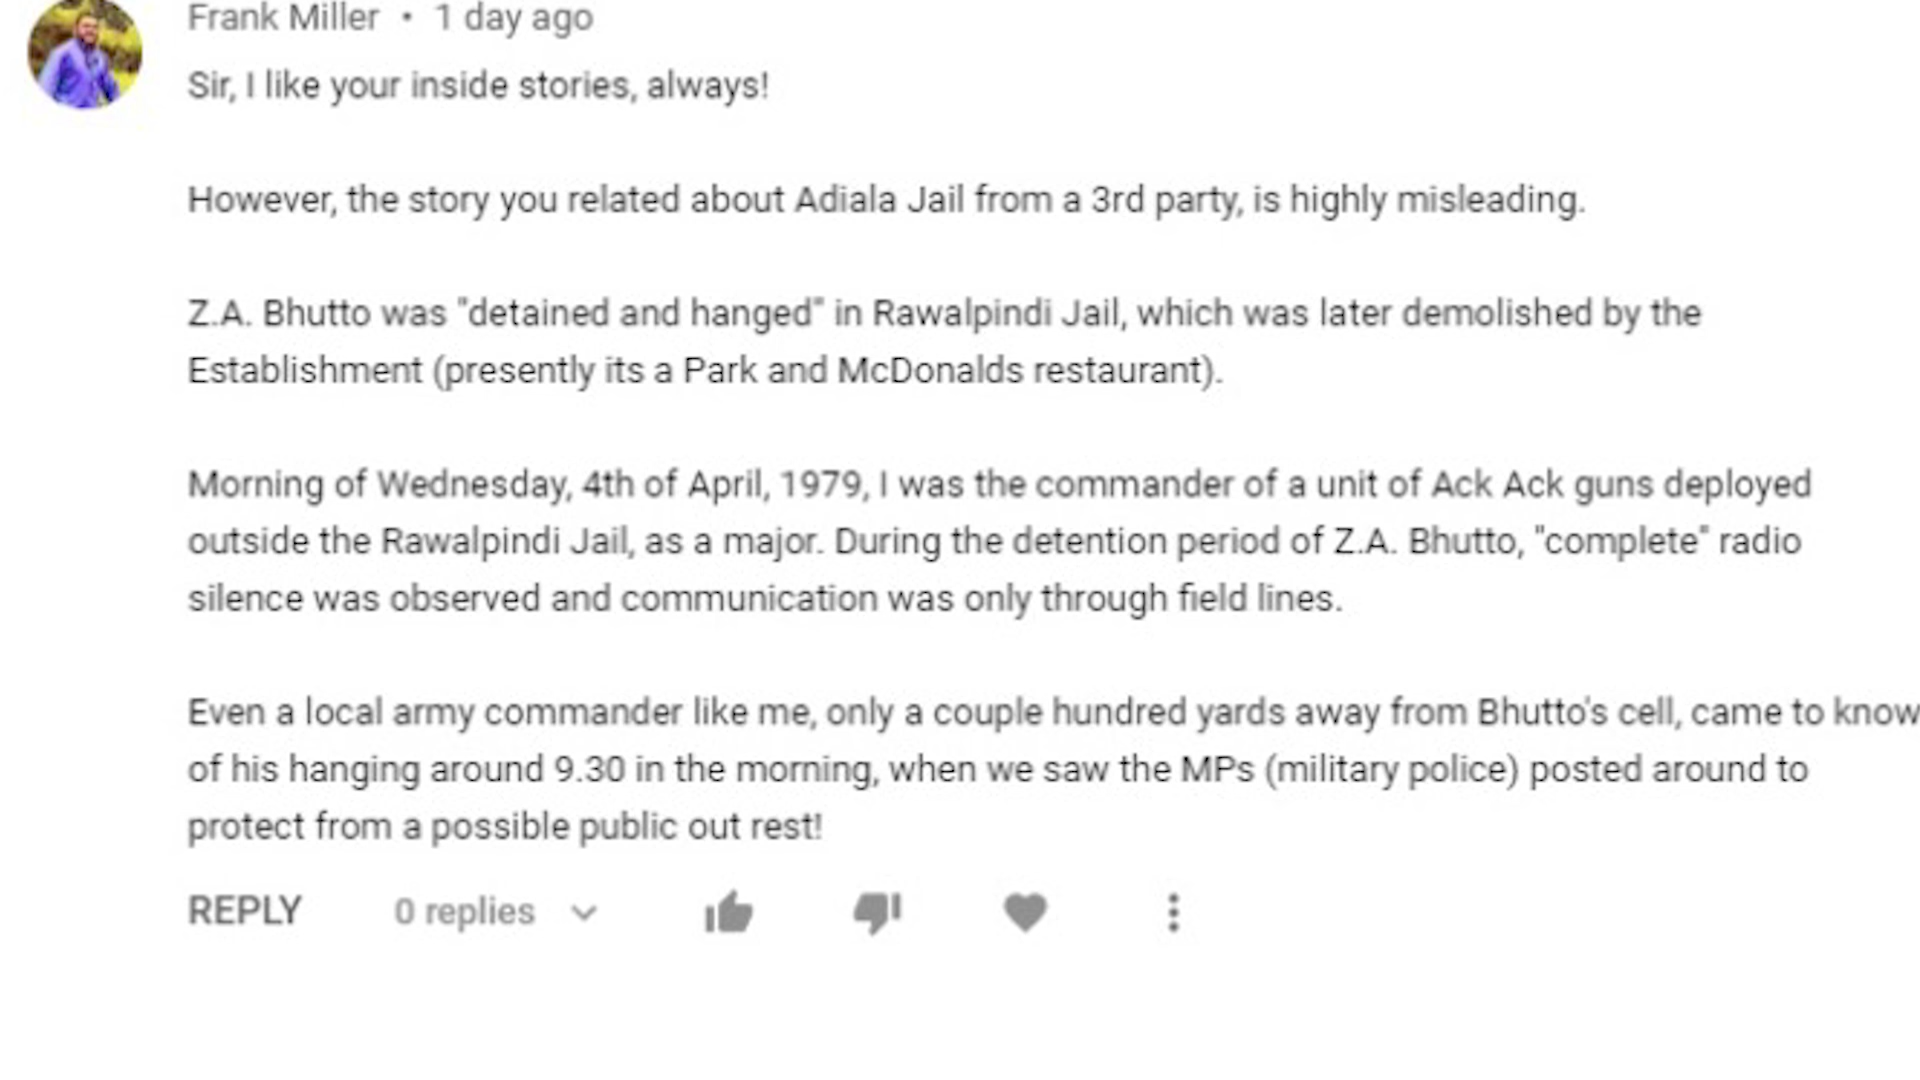 Frank Miller • 1 day ago
Sir, I like your inside stories, always!
However, the story you related about Adiala Jail from a 3rd party, is highly misleading.
Z.A. Bhutto was "detained and hanged" in Rawalpindi Jail, which was later demolished by the
Establishment (presently its a Park and McDonalds restaurant).
Morning of Wednesday, 4th of April, 1979, I was the commander of a unit of Ack Ack guns deployed
outside the Rawalpindi Jail, as a major. During the detention period of Z.A. Bhutto, "complete" radio
silence was observed and communication was only through field lines.
Even a local army commander like me, only a couple hundred yards away from Bhutto's cell, came to know
of his hanging around 9.30 in the morning, when we saw the MPs (military police) posted around to
protect from a possible public out rest!
REPLY 0 replies